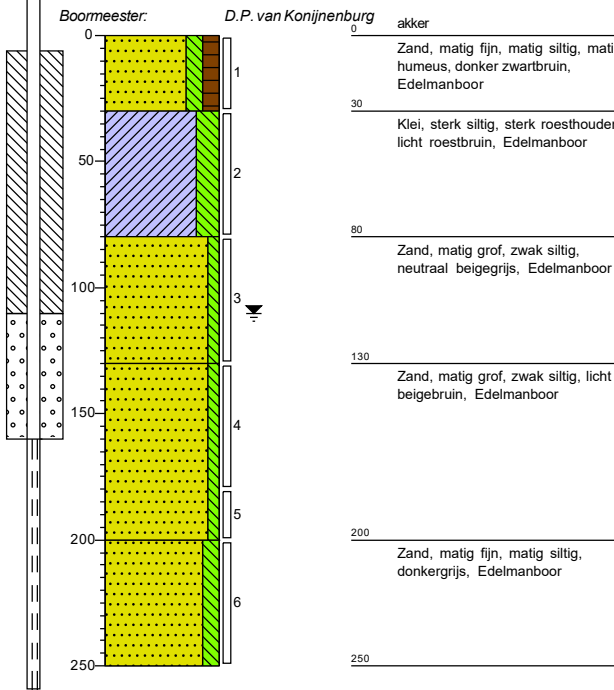 Boormeester: D.P. van Konijnenburg
0
50
100
150
200
250
1
2
3
4
5
6
0 akker
Zand, matig fijn, matig siltig, mati
humeus, donker zwartbruin,
Edelmanboor
30
Klei, sterk siltig, sterk roesthouden
licht roestbruin, Edelmanboor
80
Zand, matig grof, zwak siltig,
neutraal beigegrijs, Edelmanboor
130
Zand, matig grof, zwak siltig, licht
beigebruin, Edelmanboor
200
Zand, matig fijn, matig siltig,
donkergrijs, Edelmanboor
250